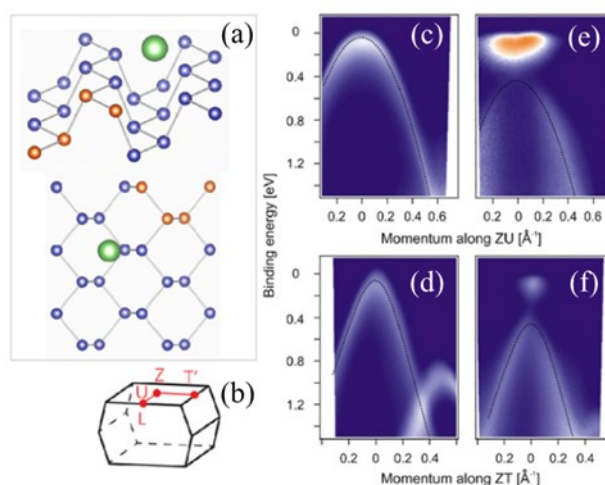 (a)
(b)
Z
T'
U
L
Binding energy [eV]
(c)
(e)
0
0.4
0.8
1.2
0.2 0 0.2 0.4 0.6
0.2 0 0.2 0.4 0.6
Momentum along ZU [Å⁻¹]
(d)
(f)
0
0.4
0.8
1.2
0.2 0 0.2 0.4
0.2 0 0.2 0.4
Momentum along ZT [Å⁻¹]